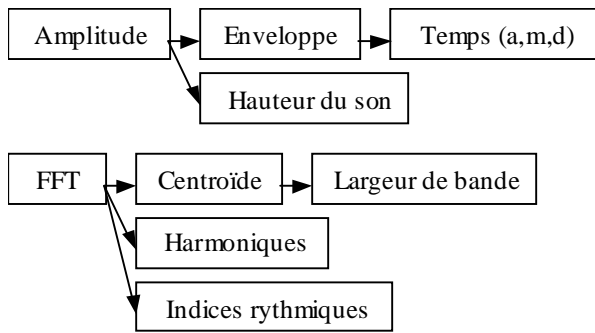 Amplitude
Enveloppe
Temps (a,m,d)
Hauteur du son
FFT
Centroïde
Largeur de bande
Harmoniques
Indices rythmiques